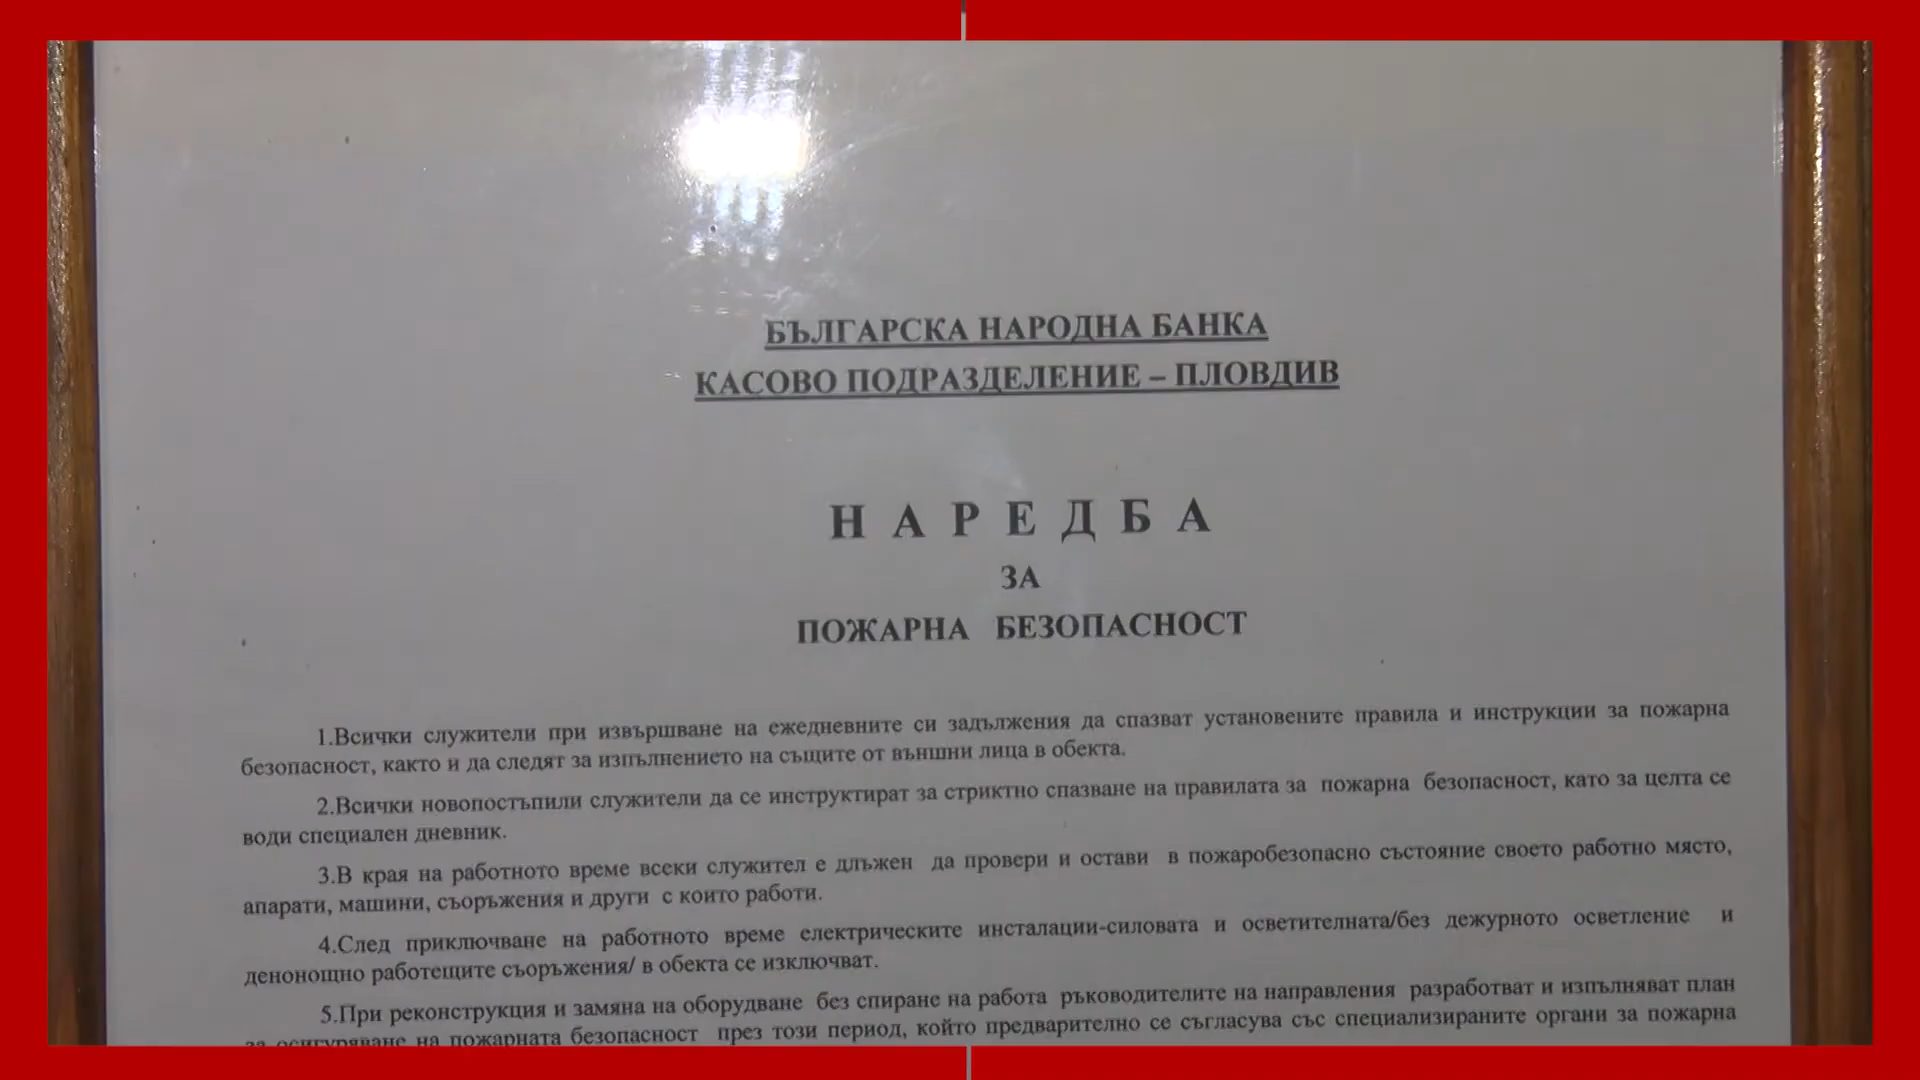 БЪЛГАРСКА НАРОДНА БАНКА
КАСОВО ПОДРАЗДЕЛЕНИЕ – ПЛОВДИВ
Н А Р Е Д Б А
ЗА
ПОЖАРНА БЕЗОПАСНОСТ
1.Всички служители при извършване на ежедневните си задължения да спазват установените правила и инструкции за пожарна
безопасност, както и да следят за изпълнението на същите от външни лица в обекта.
2.Всички новопостъпили служители да се инструктират за стриктно спазване на правилата за пожарна безопасност, като за целта се
води специален дневник.
3.В края на работното време всеки служител е длъжен да провери и остави в пожаробезопасно състояние своето работно място,
апарати, машини, съоръжения и други с които работи.
4.След приключване на работното време електрическите инсталации-силовата и осветителната/без дежурното осветление и
денонощно работещите съоръжения/ в обекта се изключват.
5.При реконструкция и замяна на оборудване без спиране на работа ръководителите на направления разработват и изпълняват план
за осигуряване на пожарната безопасност през този период, който предварително се съгласува със специализираните органи за пожарна